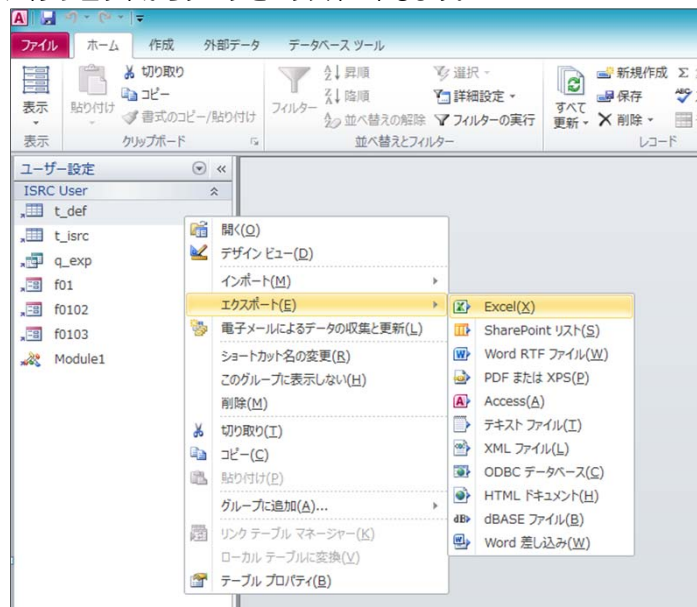 ファイル ホーム 作成 外部データ データベース ツール
表示
貼り付け
切り取り
コピー
書式のコピー/貼り付け
フィルター
昇順
降順
並べ替えの解除
選択
詳細設定
フィルターの実行
すべて
更新
新規作成
保存
削除
Σ
表示 クリップボード 並べ替えとフィルター レコード
ユーザー設定
ISRC User
t_def
t_isrc
q_exp
f01
f0102
f0103
Module1
開く(O)
デザイン ビュー(D)
インポート(M)
エクスポート(E)
電子メールによるデータの収集と更新(L)
ショートカット名の変更(R)
このグループに表示しない(H)
削除(M)
切り取り(T)
コピー(C)
貼り付け(P)
グループに追加(A)...
リンク テーブル マネージャー(K)
ローカル テーブルに変換(V)
テーブル プロパティ(B)
Excel(X)
SharePoint リスト(S)
Word RTF ファイル(W)
PDF または XPS(P)
Access(A)
テキスト ファイル(T)
XML ファイル(L)
ODBC データベース(C)
HTML ドキュメント(H)
dBASE ファイル(B)
Word 差し込み(W)